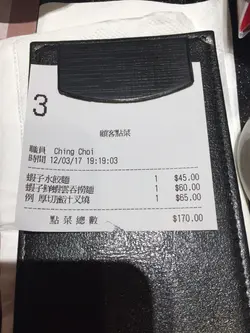 3
顧客點菜
職員 Ching Choi
時間 12/03/17 19:19:03
蝦子水餃麵 1 $45.00
蝦子鮮蝦雲吞撈麵 1 $60.00
例 厚切蜜汁叉燒 1 $65.00
點菜總數 $170.00